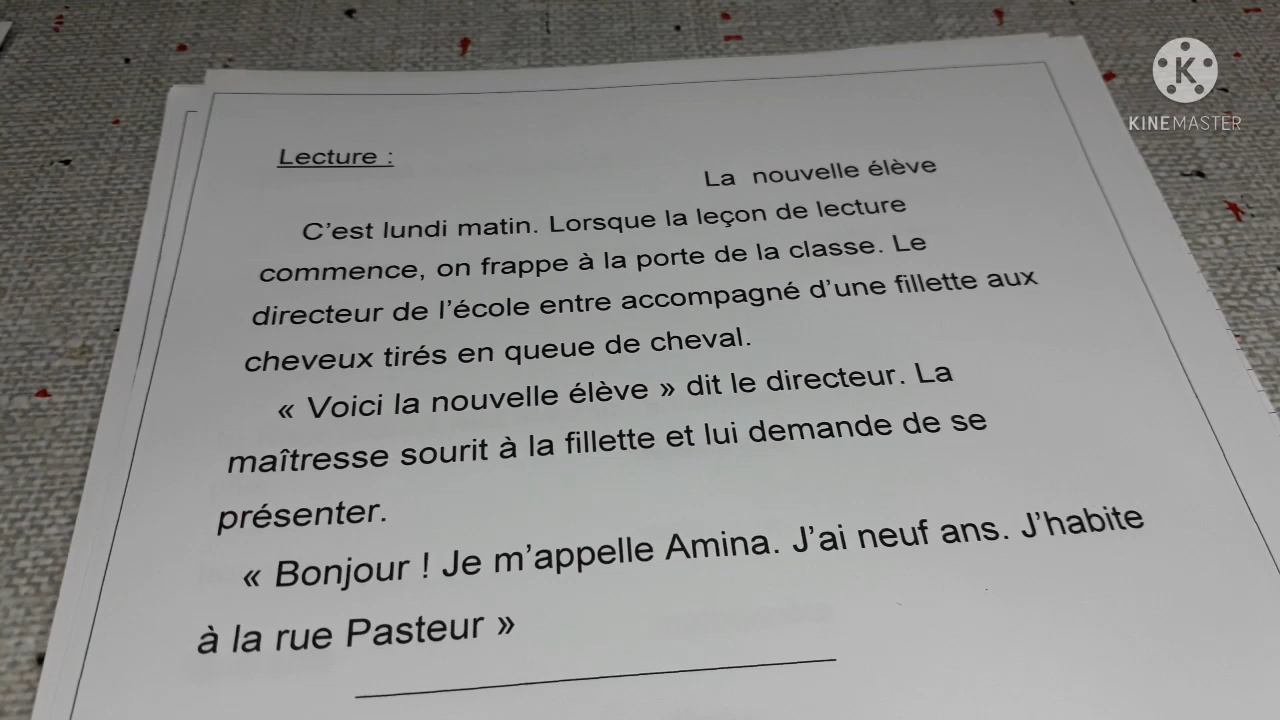 KINEMASTER
Lecture :
La nouvelle élève
C'est lundi matin. Lorsque la leçon de lecture
commence, on frappe à la porte de la classe. Le
directeur de l'école entre accompagné d'une fillette aux
cheveux tirés en queue de cheval.
« Voici la nouvelle élève » dit le directeur. La
maîtresse sourit à la fillette et lui demande de se
présenter.
« Bonjour ! Je m'appelle Amina. J'ai neuf ans. J'habite
à la rue Pasteur »